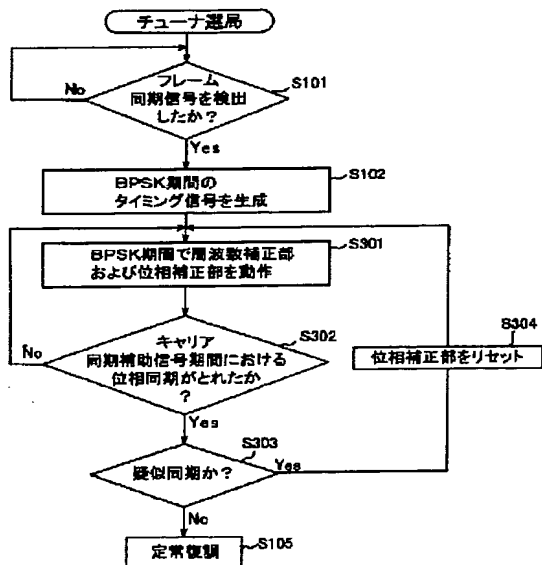 チューナ選局
フレーム
同期信号を検出
したか？
S101
No
Yes
BPSK期間の
タイミング信号を生成
S102
BPSK期間で周波数補正部
および位相補正部を動作
S301
キャリア
同期補助信号期間における
位相同期がとれたか
？
S302
No
Yes
疑似同期か？
S303
Yes
位相補正部をリセット
S304
No
定常復調
S105